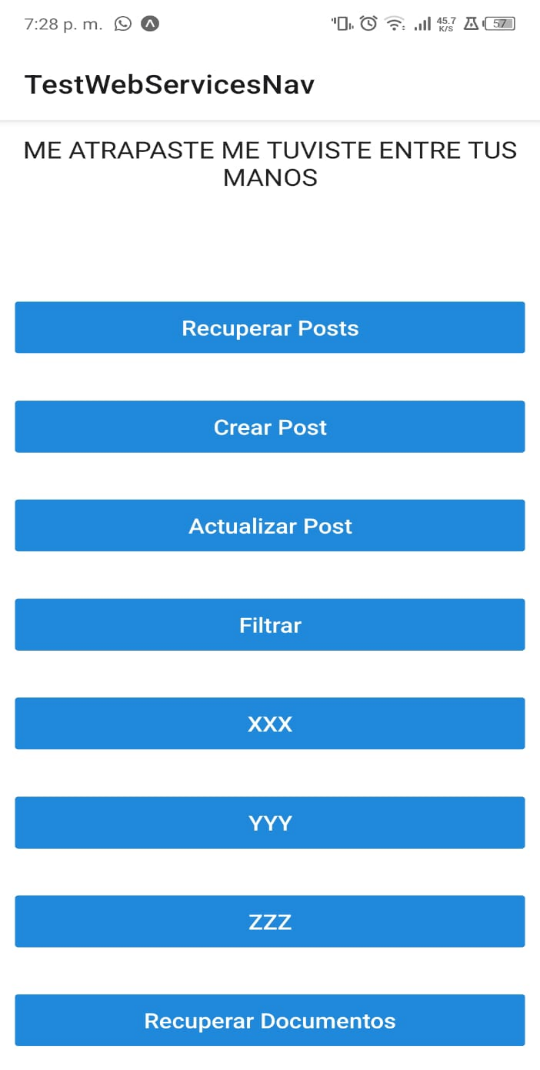 7:28 p. m.
45.7
K/S
57
TestWebServicesNav
ME ATRAPASTE ME TUVISTE ENTRE TUS
MANOS
Recuperar Posts
Crear Post
Actualizar Post
Filtrar
XXX
YYY
ZZZ
Recuperar Documentos